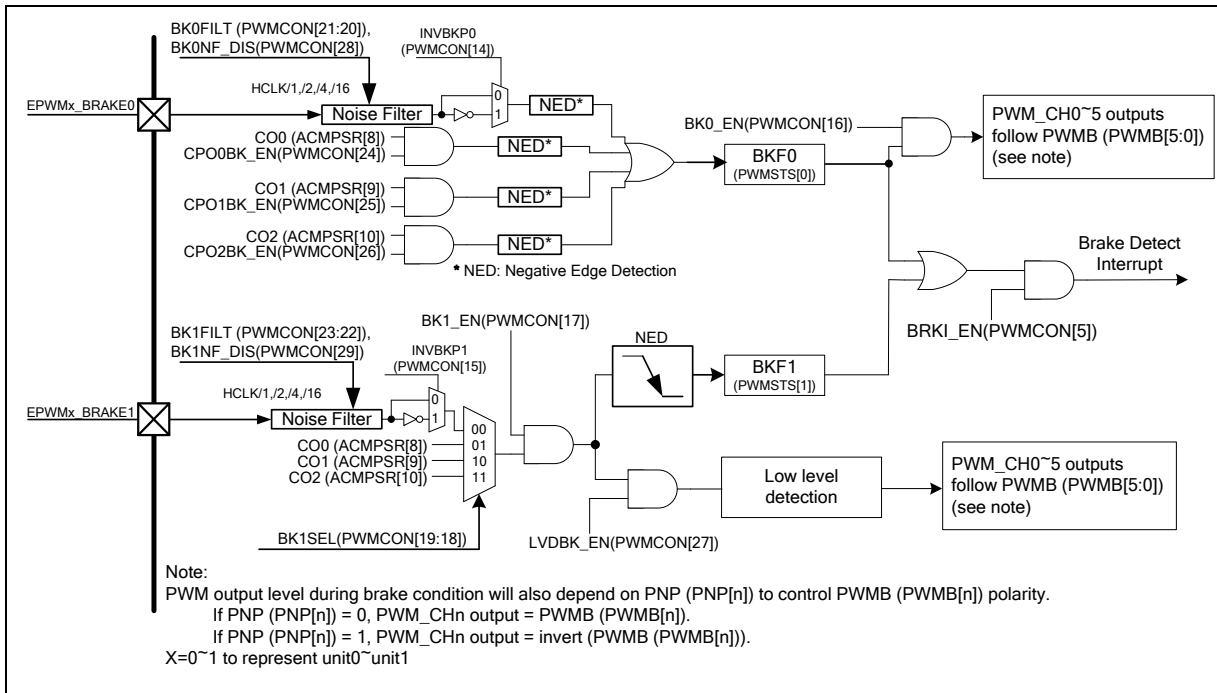 BK0FILT (PWMCON[21:20]),
BK0NF_DIS(PWMCON[28])
INVBKP0
(PWMCON[14])
HCLK/1,/2,/4,/16
EPWMx_BRAKE0
Noise Filter
0
1
NED*
CO0 (ACMPSR[8])
CPO0BK_EN(PWMCON[24])
NED*
CO1 (ACMPSR[9])
CPO1BK_EN(PWMCON[25])
NED*
CO2 (ACMPSR[10])
CPO2BK_EN(PWMCON[26])
NED*
* NED: Negative Edge Detection
BK0_EN(PWMCON[16])
BKF0
(PWMSTS[0])
PWM_CH0~5 outputs
follow PWMB (PWMB[5:0])
(see note)
Brake Detect
Interrupt
BRKI_EN(PWMCON[5])
BK1FILT (PWMCON[23:22]),
BK1NF_DIS(PWMCON[29])
INVBKP1
(PWMCON[15])
HCLK/1,/2,/4,/16
EPWMx_BRAKE1
Noise Filter
0
1
CO0 (ACMPSR[8])
CO1 (ACMPSR[9])
CO2 (ACMPSR[10])
00
01
10
11
BK1SEL(PWMCON[19:18])
BK1_EN(PWMCON[17])
NED
BKF1
(PWMSTS[1])
LVDBK_EN(PWMCON[27])
Low level
detection
PWM_CH0~5 outputs
follow PWMB (PWMB[5:0])
(see note)
Note:
PWM output level during brake condition will also depend on PNP (PNP[n]) to control PWMB (PWMB[n]) polarity.
If PNP (PNP[n]) = 0, PWM_CHn output = PWMB (PWMB[n]).
If PNP (PNP[n]) = 1, PWM_CHn output = invert (PWMB (PWMB[n])).
X=0~1 to represent unit0~unit1